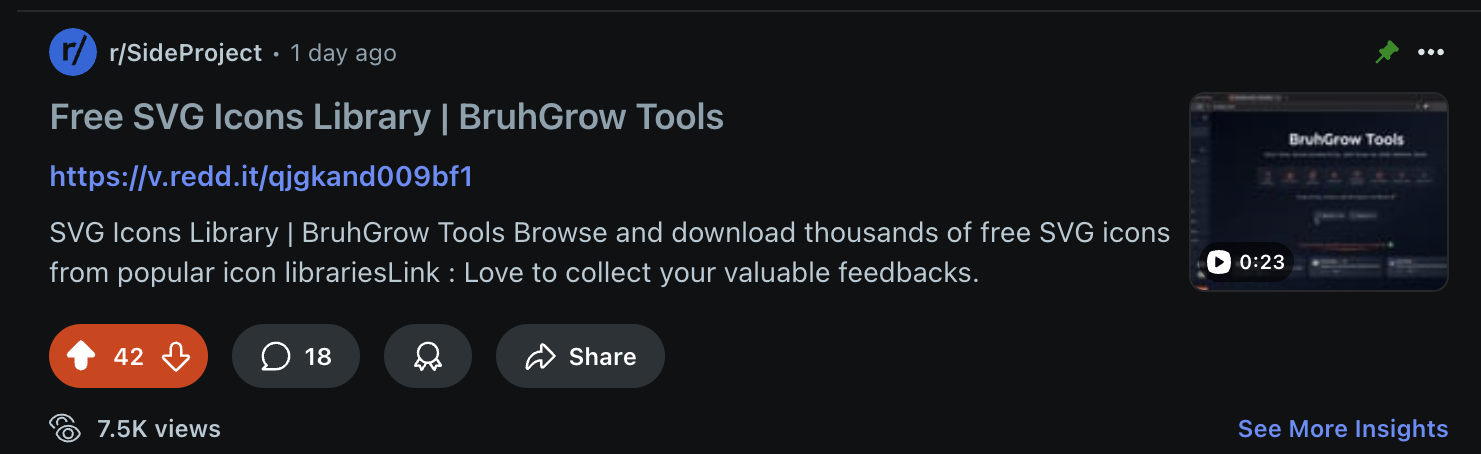 r/ r/SideProject • 1 day ago
Free SVG Icons Library | BruhGrow Tools
https://v.redd.it/qjgkand009bf1
SVG Icons Library | BruhGrow Tools Browse and download thousands of free SVG icons
from popular icon librariesLink : Love to collect your valuable feedbacks.
BruhGrow Tools
0:23
42 18 Share
7.5K views See More Insights